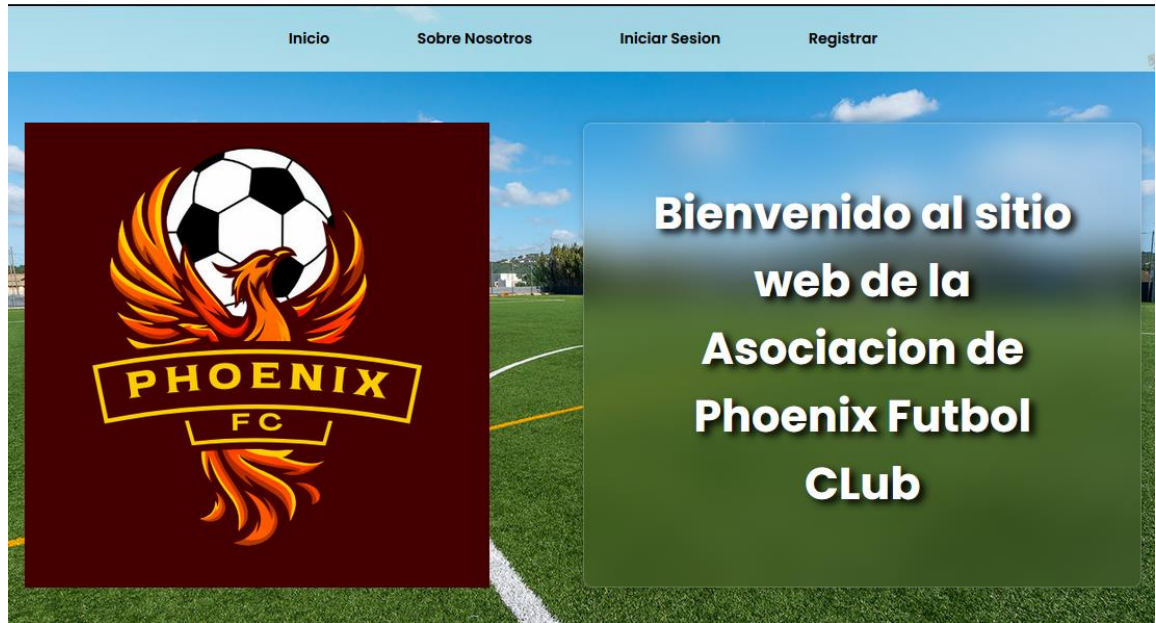 Inicio
Sobre Nosotros
Iniciar Sesion
Registrar
PHOENIX
FC
Bienvenido al sitio
web de la
Asociacion de
Phoenix Futbol
CLub